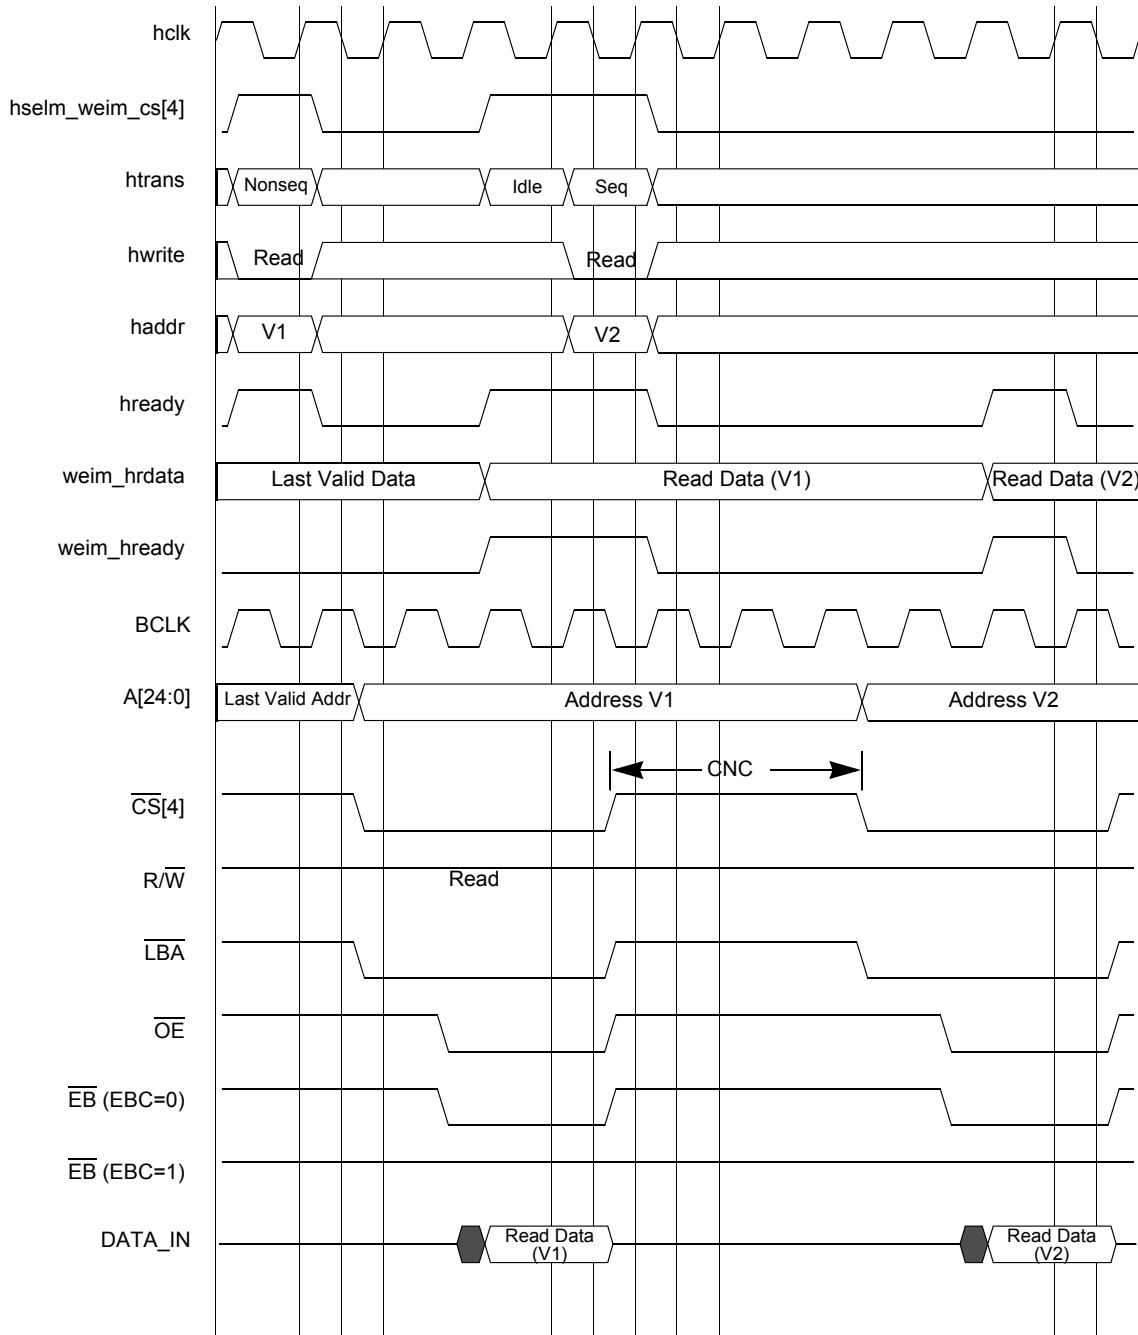 hclk
hselm_weim_cs[4]
htrans Nonseq Idle Seq
hwrite Read Read
haddr V1 V2
hready
weim_hrdata Last Valid Data Read Data (V1) Read Data (V2)
weim_hready
BCLK
A[24:0] Last Valid Addr Address V1 Address V2
CNC
CS[4]
R/W Read
LBA
OE
EB (EBC=0)
EB (EBC=1)
DATA_IN Read Data Read Data
(V1) (V2)